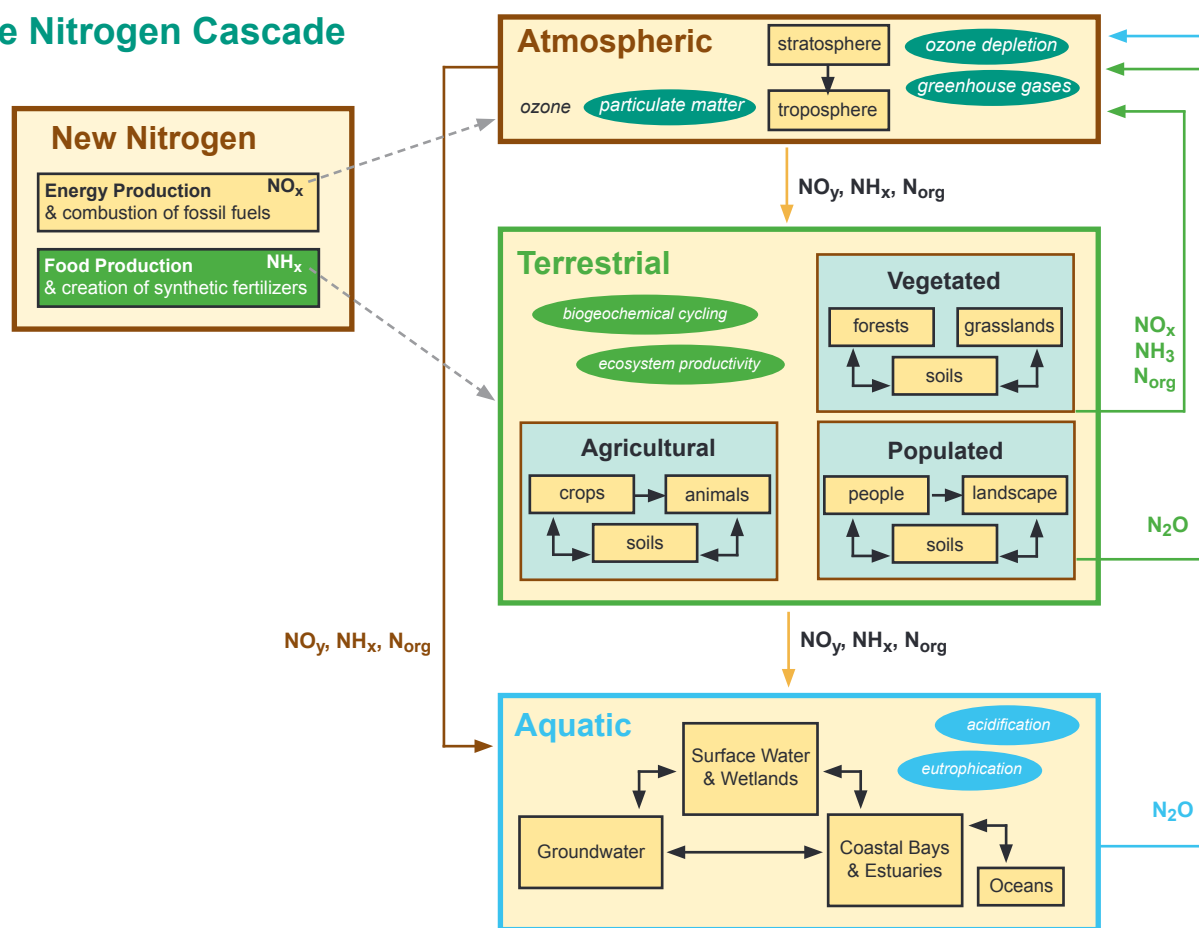 e Nitrogen Cascade
New Nitrogen
Energy Production NOx
& combustion of fossil fuels
Food Production NHx
& creation of synthetic fertilizers
Atmospheric
stratosphere
troposphere
ozone depletion
greenhouse gases
ozone
particulate matter
NOy, NHx, Norg
Terrestrial
biogeochemical cycling
ecosystem productivity
Vegetated
forests
grasslands
soils
Agricultural
crops
animals
soils
Populated
people
landscape
soils
NOx
NH3
Norg
N2O
NOy, NHx, Norg
NOy, NHx, Norg
Aquatic
acidification
eutrophication
Surface Water
& Wetlands
Groundwater
Coastal Bays
& Estuaries
Oceans
N2O